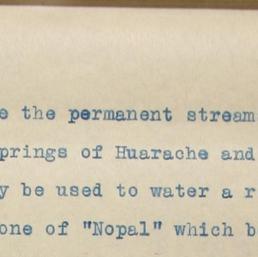 e the permanent stream
prings of Huarache and
y be used to water a r
one of "Nopal" which b